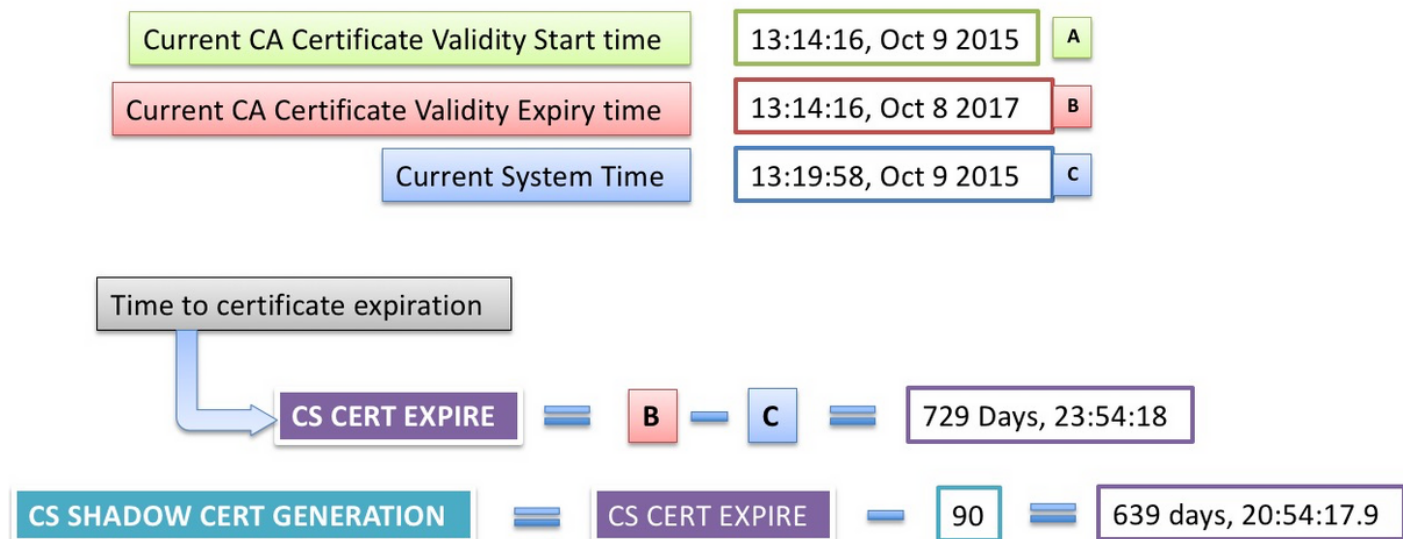 Current CA Certificate Validity Start time 13:14:16, Oct 9 2015 A
Current CA Certificate Validity Expiry time 13:14:16, Oct 8 2017 B
Current System Time 13:19:58, Oct 9 2015 C
Time to certificate expiration
CS CERT EXPIRE = B - C = 729 Days, 23:54:18
CS SHADOW CERT GENERATION = CS CERT EXPIRE - 90 = 639 days, 20:54:17.9